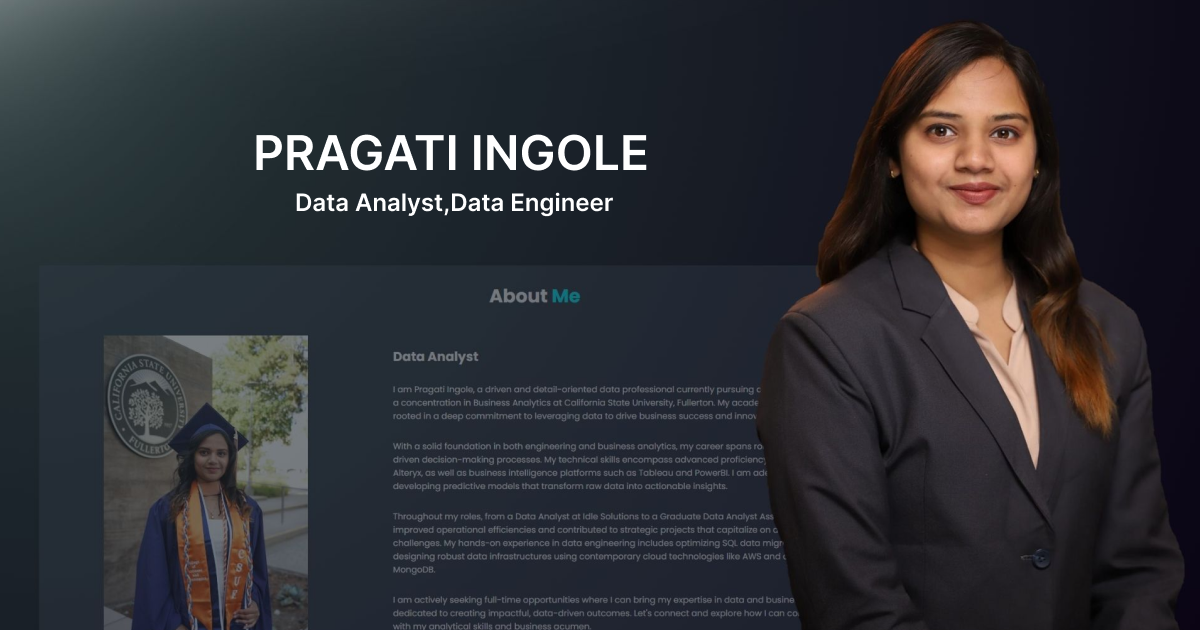 PRAGATI INGOLE
Data Analyst,Data Engineer
About Me
CALIFORNIA STATE UNIVERSITY
FULLERTON
Data Analyst
I am Pragati Ingole, a driven and detail-oriented data professional currently pursuing
a concentration in Business Analytics at California State University, Fullerton. My
rooted in a deep commitment to leveraging data to drive business success and
With a solid foundation in both engineering and business analytics, my career spans
driven decision-making processes. My technical skills encompass advanced proficiency
Alteryx, as well as business intelligence platforms such as Tableau and PowerBI. I am
developing predictive models that transform raw data into actionable insights.
Throughout my roles, from a Data Analyst at Idle Solutions to a Graduate Data Analyst
improved operational efficiencies and contributed to strategic projects that capitalize on
challenges. My hands-on experience in data engineering includes optimizing SQL data
designing robust data infrastructures using contemporary cloud technologies like AWS and
MongoDB.
I am actively seeking full-time opportunities where I can bring my expertise in data and
dedicated to creating impactful, data-driven outcomes. Let's connect and explore how I can
with my analytical skills and business acumen.
CSUF